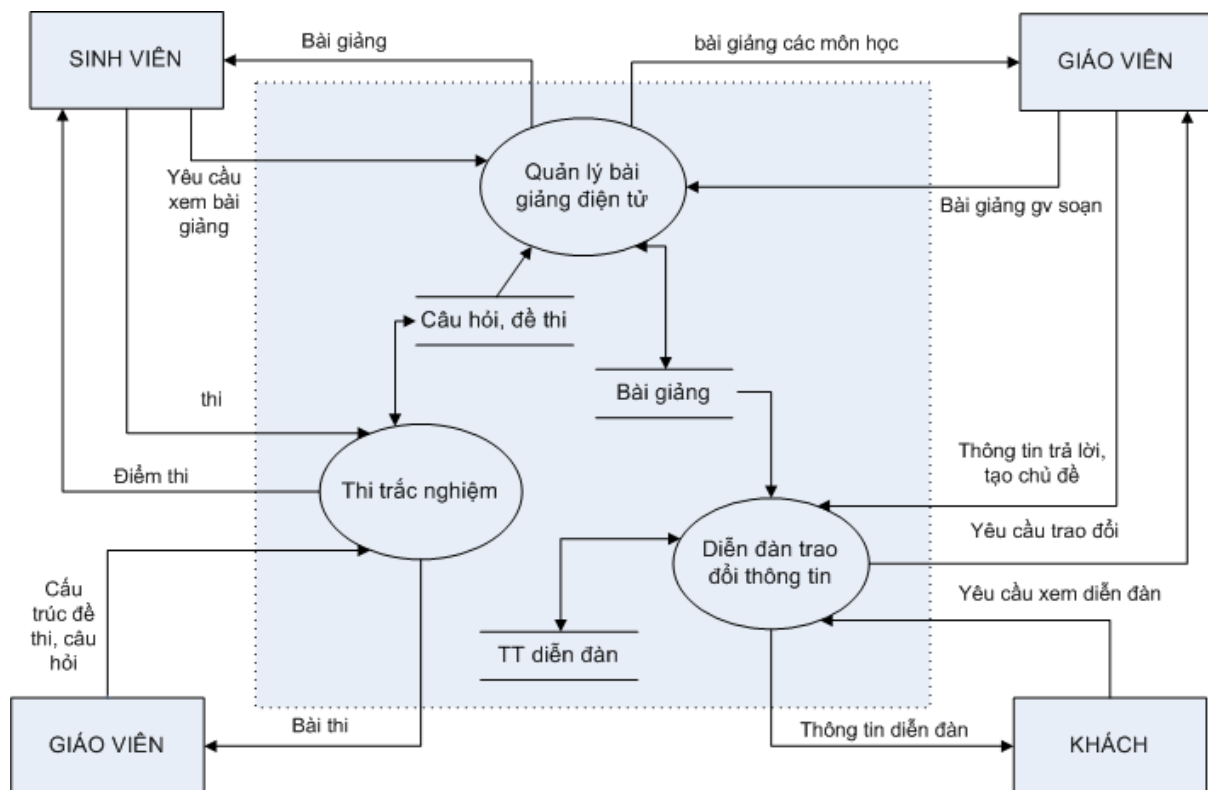 Bài giảng
bài giảng các môn học
SINH VIÊN
GIÁO VIÊN
Quản lý bài
giảng điện tử
Yêu cầu
xem bài
giảng
Bài giảng gv soạn
Câu hỏi, đề thi
Bài giảng
thi
Thông tin trả lời,
tạo chủ đề
Điểm thi
Thi trắc nghiệm
Yêu cầu trao đổi
Diễn đàn trao
đổi thông tin
Yêu cầu xem diễn đàn
Cấu
trúc đề
thi, câu
hỏi
TT diễn đàn
Bài thi
Thông tin diễn đàn
GIÁO VIÊN
KHÁCH